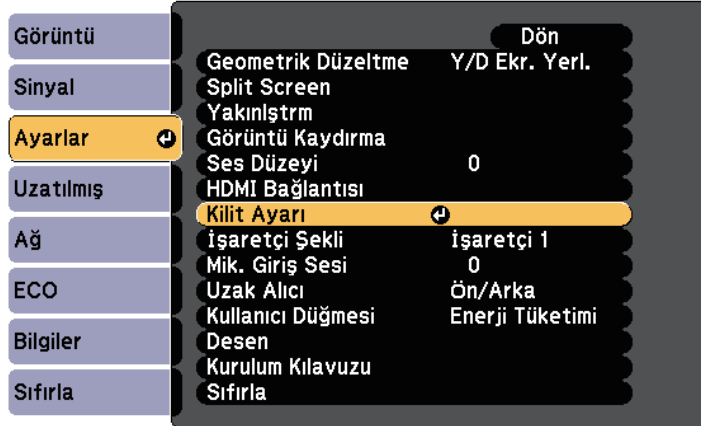 Görüntü
Sinyal
Ayarlar
Uzatılmış
Ağ
ECO
Bilgiler
Sıfırla
Dön
Geometrik Düzeltme Y/D Ekr. Yerl.
Split Screen
Yakınlştrm
Görüntü Kaydırma
Ses Düzeyi 0
HDMI Bağlantısı
Kilit Ayarı
İşaretçi Şekli İşaretçi 1
Mik. Giriş Sesi 0
Uzak Alıcı Ön/Arka
Kullanıcı Düğmesi Enerji Tüketimi
Desen
Kurulum Kılavuzu
Sıfırla